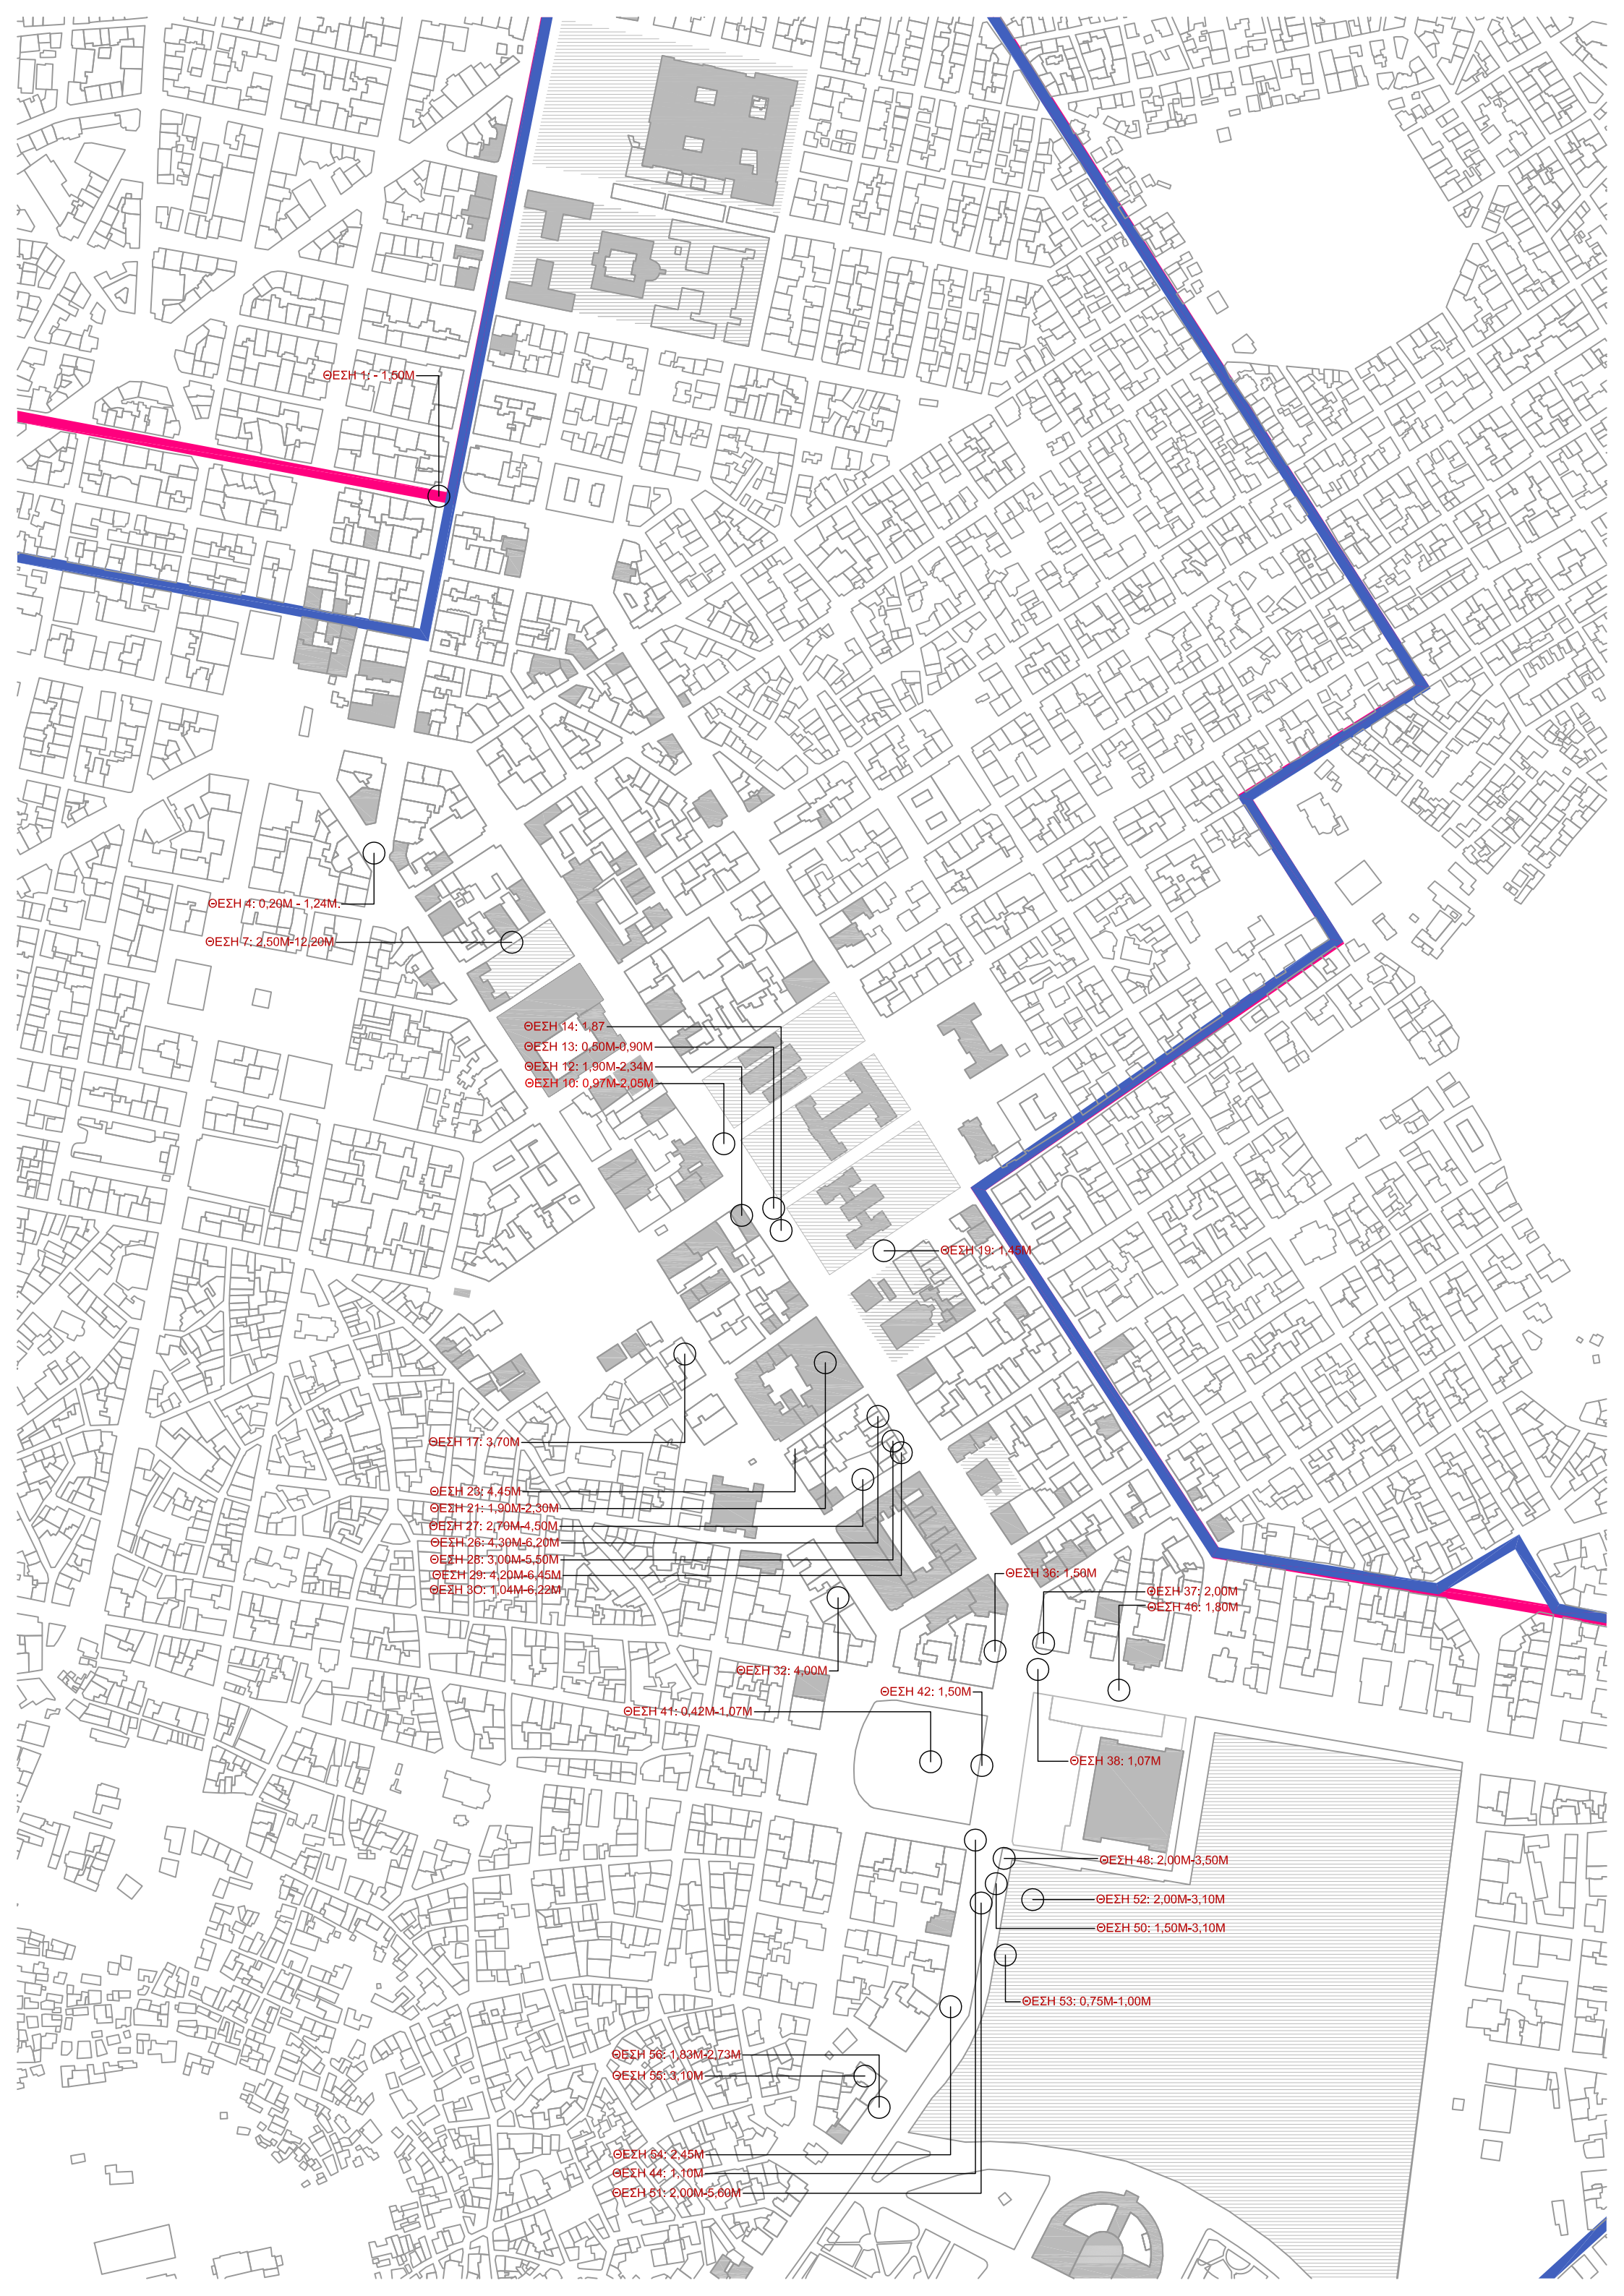 ΘΕΣΗ 1: - 1,50Μ
ΘΕΣΗ 4: 0,20Μ - 1,24Μ.
ΘΕΣΗ 7: 2,50Μ-12,20Μ
ΘΕΣΗ 14: 1,87
ΘΕΣΗ 13: 0,50Μ-0,90Μ
ΘΕΣΗ 12: 1,90Μ-2,34Μ
ΘΕΣΗ 10: 0,97Μ-2,05Μ
ΘΕΣΗ 19: 1,45Μ
ΘΕΣΗ 17: 3,70Μ
ΘΕΣΗ 23: 4,45Μ
ΘΕΣΗ 21: 1,90Μ-2,30Μ
ΘΕΣΗ 27: 2,70Μ-4,50Μ
ΘΕΣΗ 26: 4,30Μ-6,20Μ
ΘΕΣΗ 28: 3,00Μ-5,50Μ
ΘΕΣΗ 29: 4,20Μ-6,45Μ
ΘΕΣΗ 3Ο: 1,04Μ-6,22Μ
ΘΕΣΗ 36: 1,50Μ
ΘΕΣΗ 37: 2,00Μ
ΘΕΣΗ 46: 1,80Μ
ΘΕΣΗ 32: 4,00Μ
ΘΕΣΗ 42: 1,50Μ
ΘΕΣΗ 41: 0,42Μ-1,07Μ
ΘΕΣΗ 38: 1,07Μ
ΘΕΣΗ 48: 2,00Μ-3,50Μ
ΘΕΣΗ 52: 2,00Μ-3,10Μ
ΘΕΣΗ 50: 1,50Μ-3,10Μ
ΘΕΣΗ 53: 0,75Μ-1,00Μ
ΘΕΣΗ 56: 1,83Μ-2,73Μ
ΘΕΣΗ 55: 3,10Μ
ΘΕΣΗ 54: 2,45Μ
ΘΕΣΗ 44: 1,10Μ
ΘΕΣΗ 51: 2,00Μ-5,60Μ